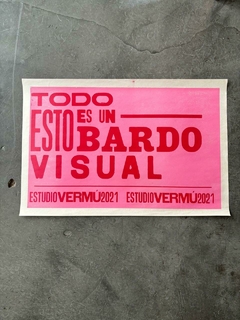 TODO
ESTO ES UN BARDO
VISUAL
ESTUDIOVERMÚ2021 ESTUDIOVERMÚ2021